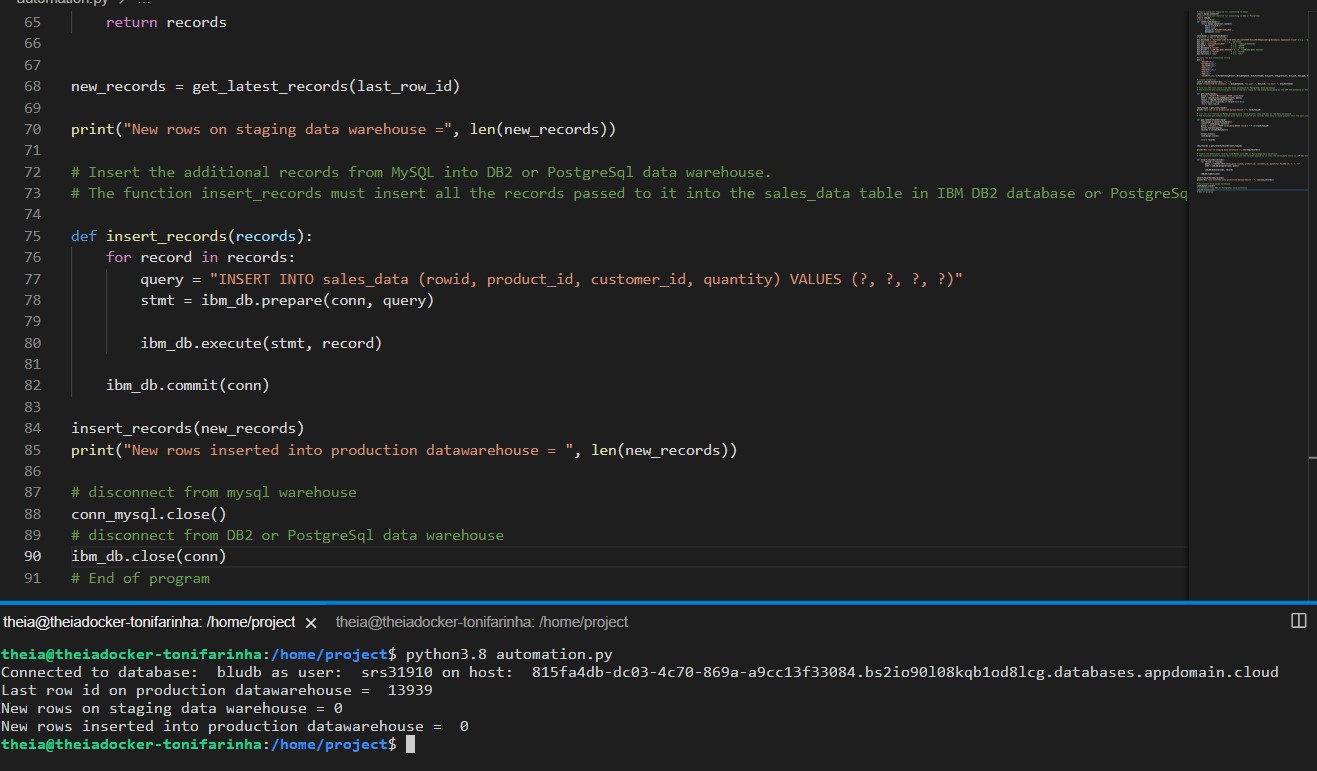 automation.py > ...
65 return records
66
67
68 new_records = get_latest_records(last_row_id)
69
70 print("New rows on staging data warehouse =", len(new_records))
71
72 # Insert the additional records from MySQL into DB2 or PostgreSql data warehouse.
73 # The function insert_records must insert all the records passed to it into the sales_data table in IBM DB2 database or PostgreSq
74
75 def insert_records(records):
76 for record in records:
77 query = "INSERT INTO sales_data (rowid, product_id, customer_id, quantity) VALUES (?, ?, ?, ?)"
78 stmt = ibm_db.prepare(conn, query)
79
80 ibm_db.execute(stmt, record)
81
82 ibm_db.commit(conn)
83
84 insert_records(new_records)
85 print("New rows inserted into production datawarehouse = ", len(new_records))
86
87 # disconnect from mysql warehouse
88 conn_mysql.close()
89 # disconnect from DB2 or PostgreSql data warehouse
90 ibm_db.close(conn)
91 # End of program
theia@theiadocker-tonifarinha: /home/project × theia@theiadocker-tonifarinha: /home/project
theia@theiadocker-tonifarinha:/home/project$ python3.8 automation.py
Connected to database:  bludb as user:  srs31910 on host:  815fa4db-dc03-4c70-869a-a9cc13f33084.bs2io90l08kqb1od8lcg.databases.appdomain.cloud
Last row id on production datawarehouse =  13939
New rows on staging data warehouse = 0
New rows inserted into production datawarehouse =  0
theia@theiadocker-tonifarinha:/home/project$